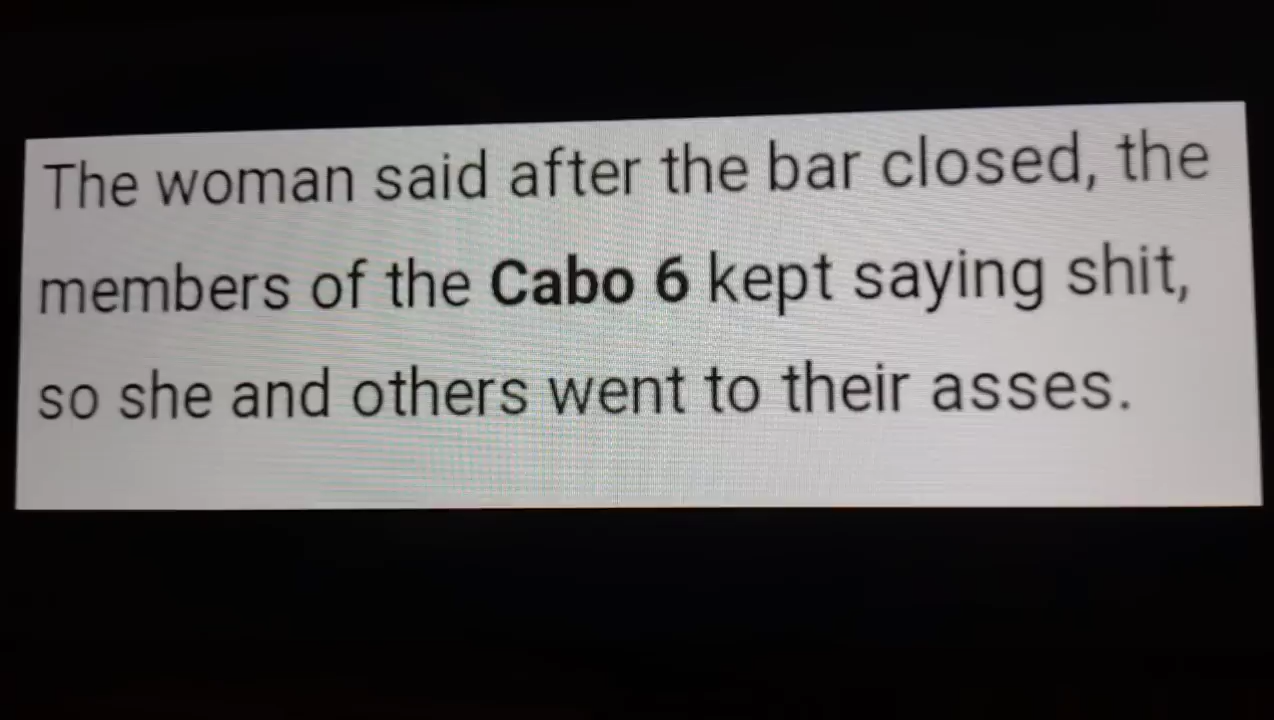 The woman said after the bar closed, the
members of the Cabo 6 kept saying shit,
so she and others went to their asses.